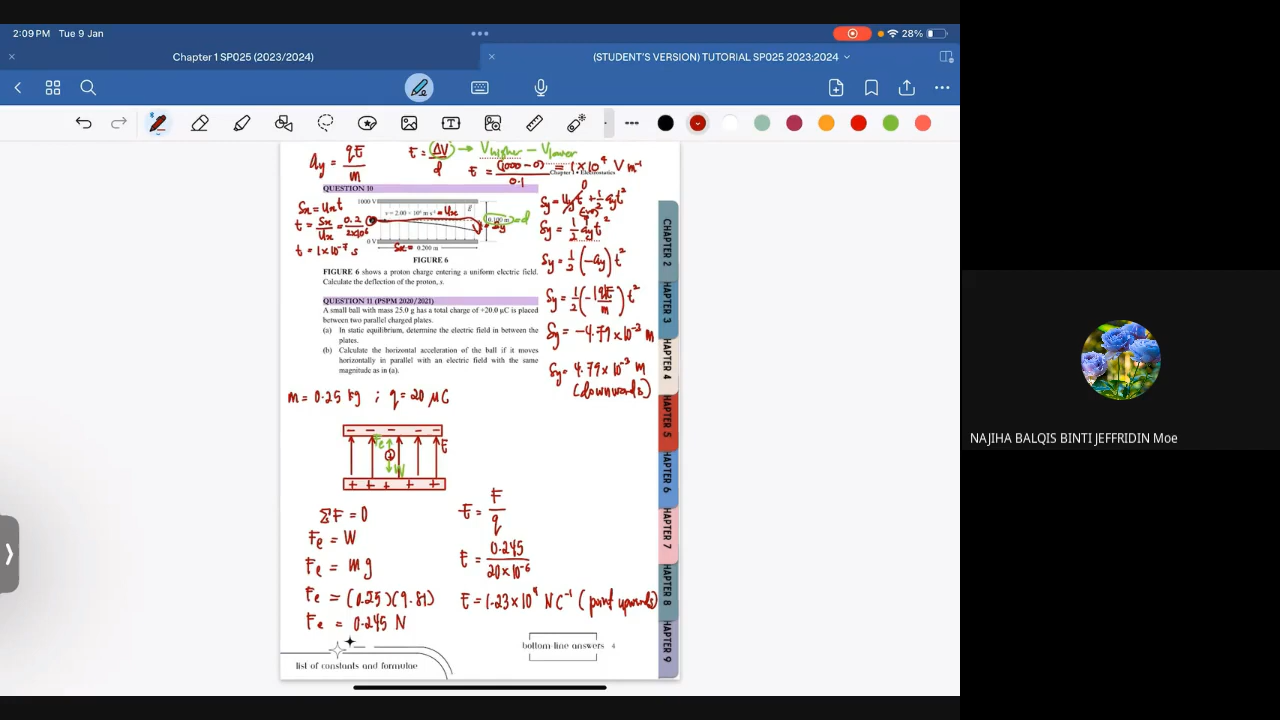 2:09 PM Tue 9 Jan
28%
Chapter 1 SP025 (2023/2024)
(STUDENT'S VERSION) TUTORIAL SP025 2023:2024
ay = qE/m
E = ΔV/d → Vhigher − Vlower
E = (1000 − 0)/0.1 = 1×10⁴ V m⁻¹
Chapter 1 • Electrostatics
QUESTION 10
Sx = Uxt
t = Sx/Ux = 0.2/2×10⁶
t = 1×10⁻⁷ s
1000 V
v = 2.00 × 10⁶ m s⁻¹ = Ux
E
0.100 m = d
= Sy
0 V
Sx = 0.200 m
FIGURE 6
FIGURE 6 shows a proton charge entering a uniform electric field.
Calculate the deflection of the proton, s.
0
Sy = Uyt + ½ayt²
Sy = ½ayt²
Sy = ½(−ay)t²
Sy = ½(−|qE/m|)t²
Sy = −4.79×10⁻³ m
Sy = 4.79×10⁻³ m
(downwards)
QUESTION 11 (PSPM 2020/2021)
A small ball with mass 25.0 g has a total charge of +20.0 μC is placed
between two parallel charged plates.
(a) In static equilibrium, determine the electric field in between the
plates.
(b) Calculate the horizontal acceleration of the ball if it moves
horizontally in parallel with an electric field with the same
magnitude as in (a).
m = 0.25 kg ; q = 20 μC
− − − − −
Fe
E
+
W
+ + + + +
ΣF = 0
Fe = W
Fe = mg
Fe = (0.25)(9.81)
Fe = 0.245 N
E = F/q
E = 0.245/20×10⁻⁶
E = 1.23×10⁴ N C⁻¹ (point upwards)
bottom-line answers 4
list of constants and formulae
CHAPTER 2
HAPTER 3
HAPTER 4
HAPTER 5
HAPTER 6
HAPTER 7
HAPTER 8
HAPTER 9
NAJIHA BALQIS BINTI JEFFRIDIN Moe